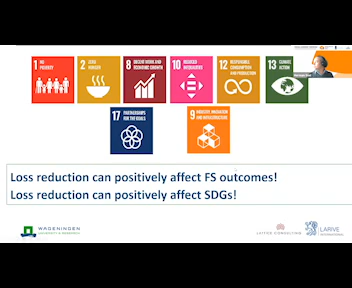 1 NO POVERTY
2 ZERO HUNGER
8 DECENT WORK AND ECONOMIC GROWTH
10 REDUCED INEQUALITIES
12 RESPONSIBLE CONSUMPTION AND PRODUCTION
13 CLIMATE ACTION
17 PARTNERSHIPS FOR THE GOALS
9 INDUSTRY, INNOVATION AND INFRASTRUCTURE
Loss reduction can positively affect FS outcomes!
Loss reduction can positively affect SDGs!
WAGENINGEN
UNIVERSITY & RESEARCH
LATTER CONSULTING
LARIVE
INTERNATIONAL